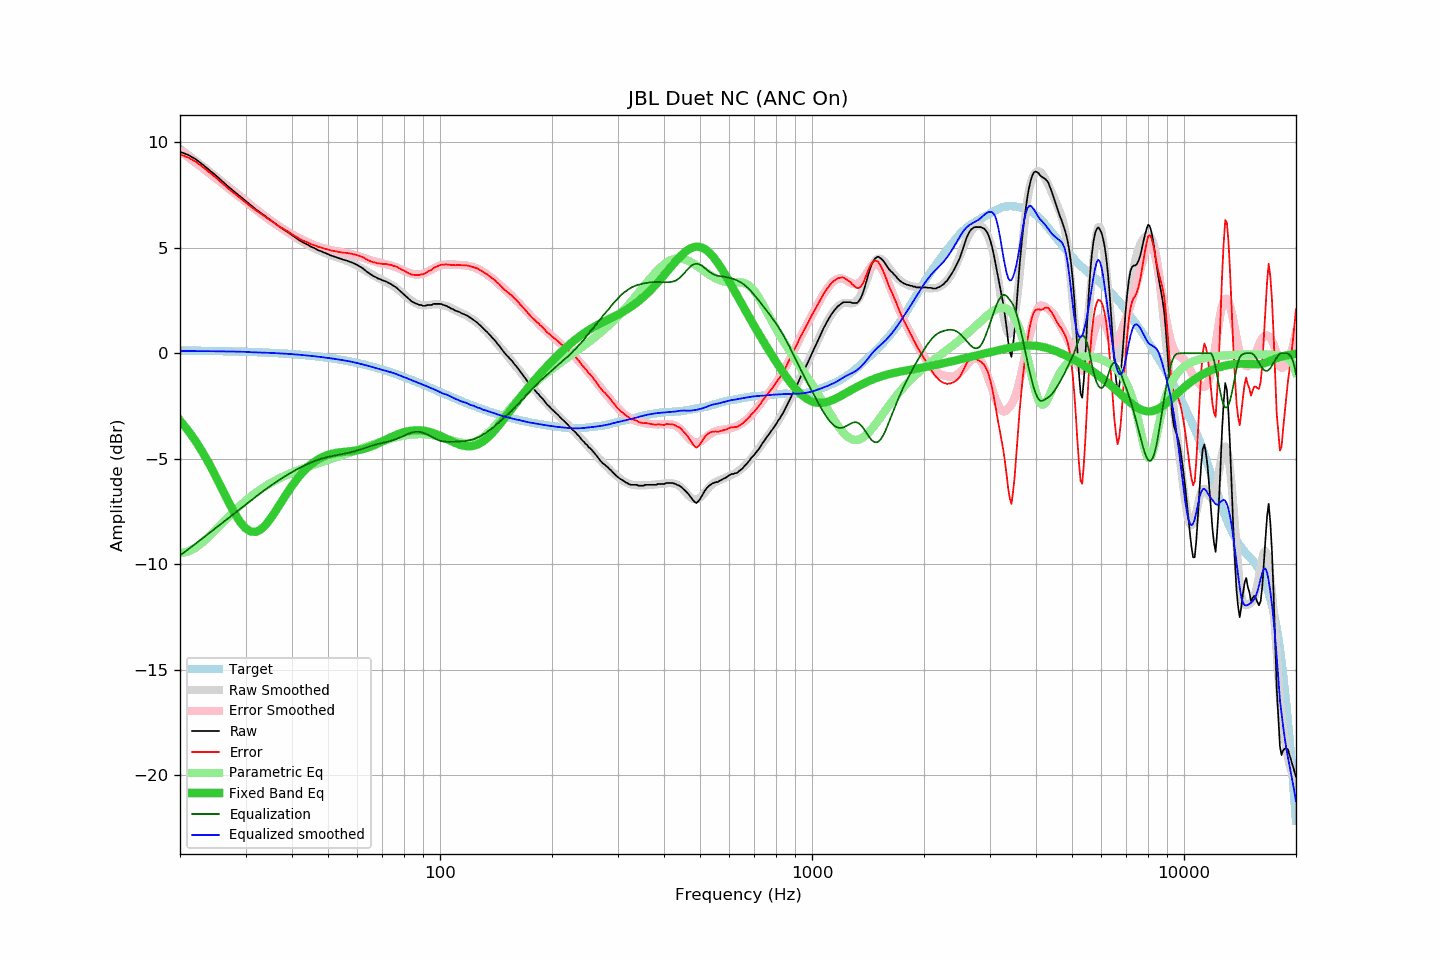 JBL Duet NC (ANC On)
10
5
0
−5
−10
−15
−20
Amplitude (dBr)
Target
Raw Smoothed
Error Smoothed
Raw
Error
Parametric Eq
Fixed Band Eq
Equalization
Equalized smoothed
100
1000
10000
Frequency (Hz)